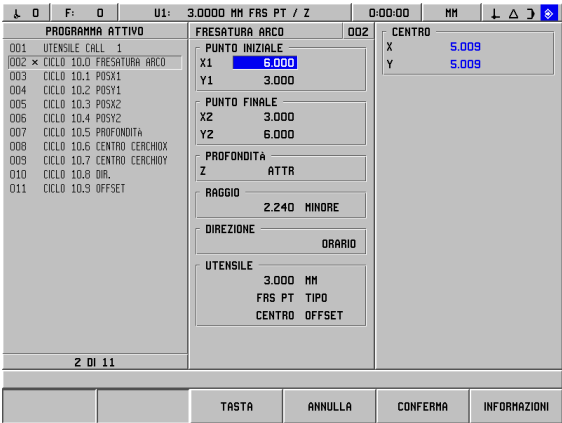 0 F: 0 U1: 3.0000 MM FRS PT / Z 0:00:00 MM
PROGRAMMA ATTIVO
001 UTENSILE CALL 1
002 × CICLO 10.0 FRESATURA ARCO
003 CICLO 10.1 POSX1
004 CICLO 10.2 POSY1
005 CICLO 10.3 POSX2
006 CICLO 10.4 POSY2
007 CICLO 10.5 PROFONDITÀ
008 CICLO 10.6 CENTRO CERCHIOX
009 CICLO 10.7 CENTRO CERCHIOY
010 CICLO 10.8 DIR.
011 CICLO 10.9 OFFSET
2 DI 11
FRESATURA ARCO 002
PUNTO INIZIALE
X1 6.000
Y1 3.000
PUNTO FINALE
X2 3.000
Y2 6.000
PROFONDITÀ
Z ATTR
RAGGIO
2.240 MINORE
DIREZIONE
ORARIO
UTENSILE
3.000 MM
FRS PT TIPO
CENTRO OFFSET
CENTRO
X 5.009
Y 5.009
TASTA ANNULLA CONFERMA INFORMAZIONI